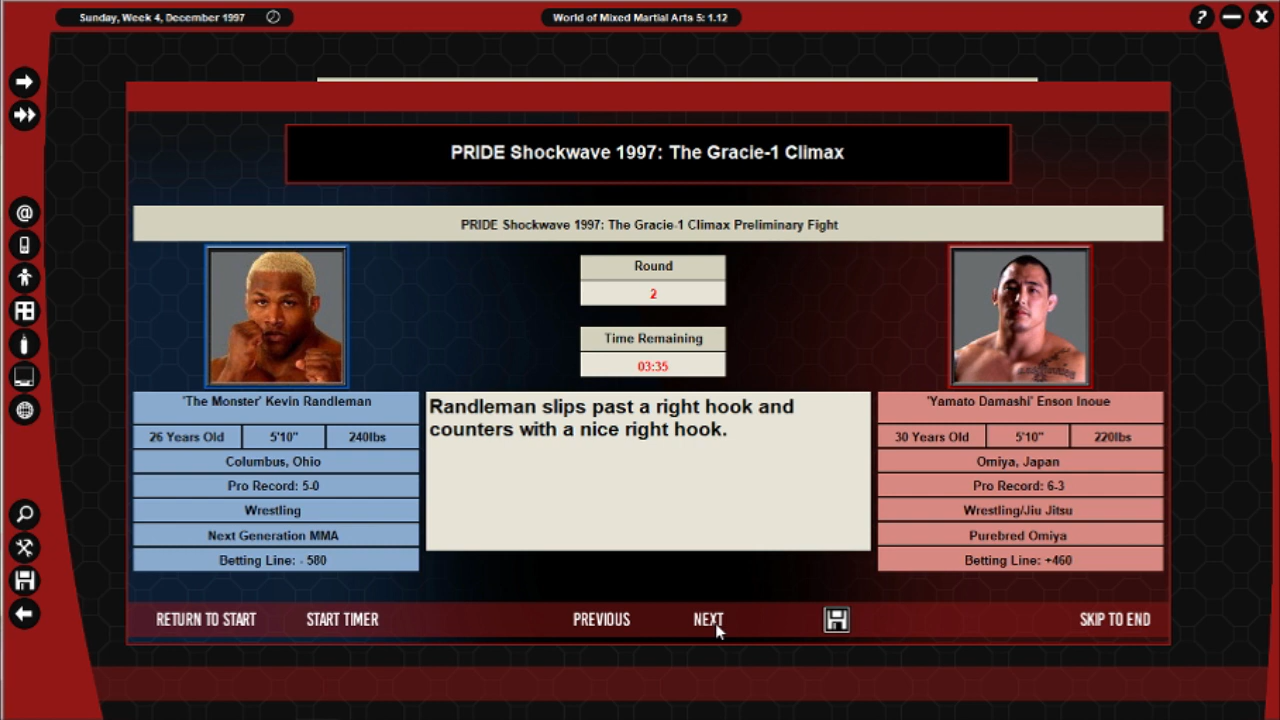 Sunday, Week 4, December 1997
World of Mixed Martial Arts 5: 1.12
?
X
@
PRIDE Shockwave 1997: The Gracie-1 Climax
PRIDE Shockwave 1997: The Gracie-1 Climax Preliminary Fight
Round
2
Time Remaining
03:35
'The Monster' Kevin Randleman
26 Years Old
5'10"
240lbs
Columbus, Ohio
Pro Record: 5-0
Wrestling
Next Generation MMA
Betting Line: - 580
Randleman slips past a right hook and
counters with a nice right hook.
'Yamato Damashi' Enson Inoue
30 Years Old
5'10"
220lbs
Omiya, Japan
Pro Record: 6-3
Wrestling/Jiu Jitsu
Purebred Omiya
Betting Line: +460
RETURN TO START
START TIMER
PREVIOUS
NEXT
SKIP TO END